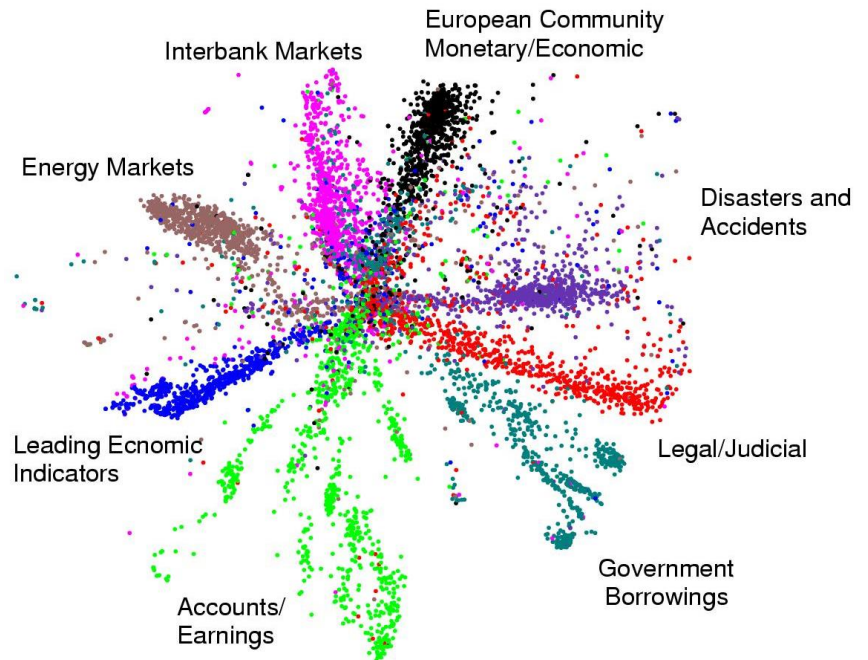 European Community
Monetary/Economic
Interbank Markets
Energy Markets
Disasters and
Accidents
Leading Ecnomic
Indicators
Legal/Judicial
Government
Borrowings
Accounts/
Earnings